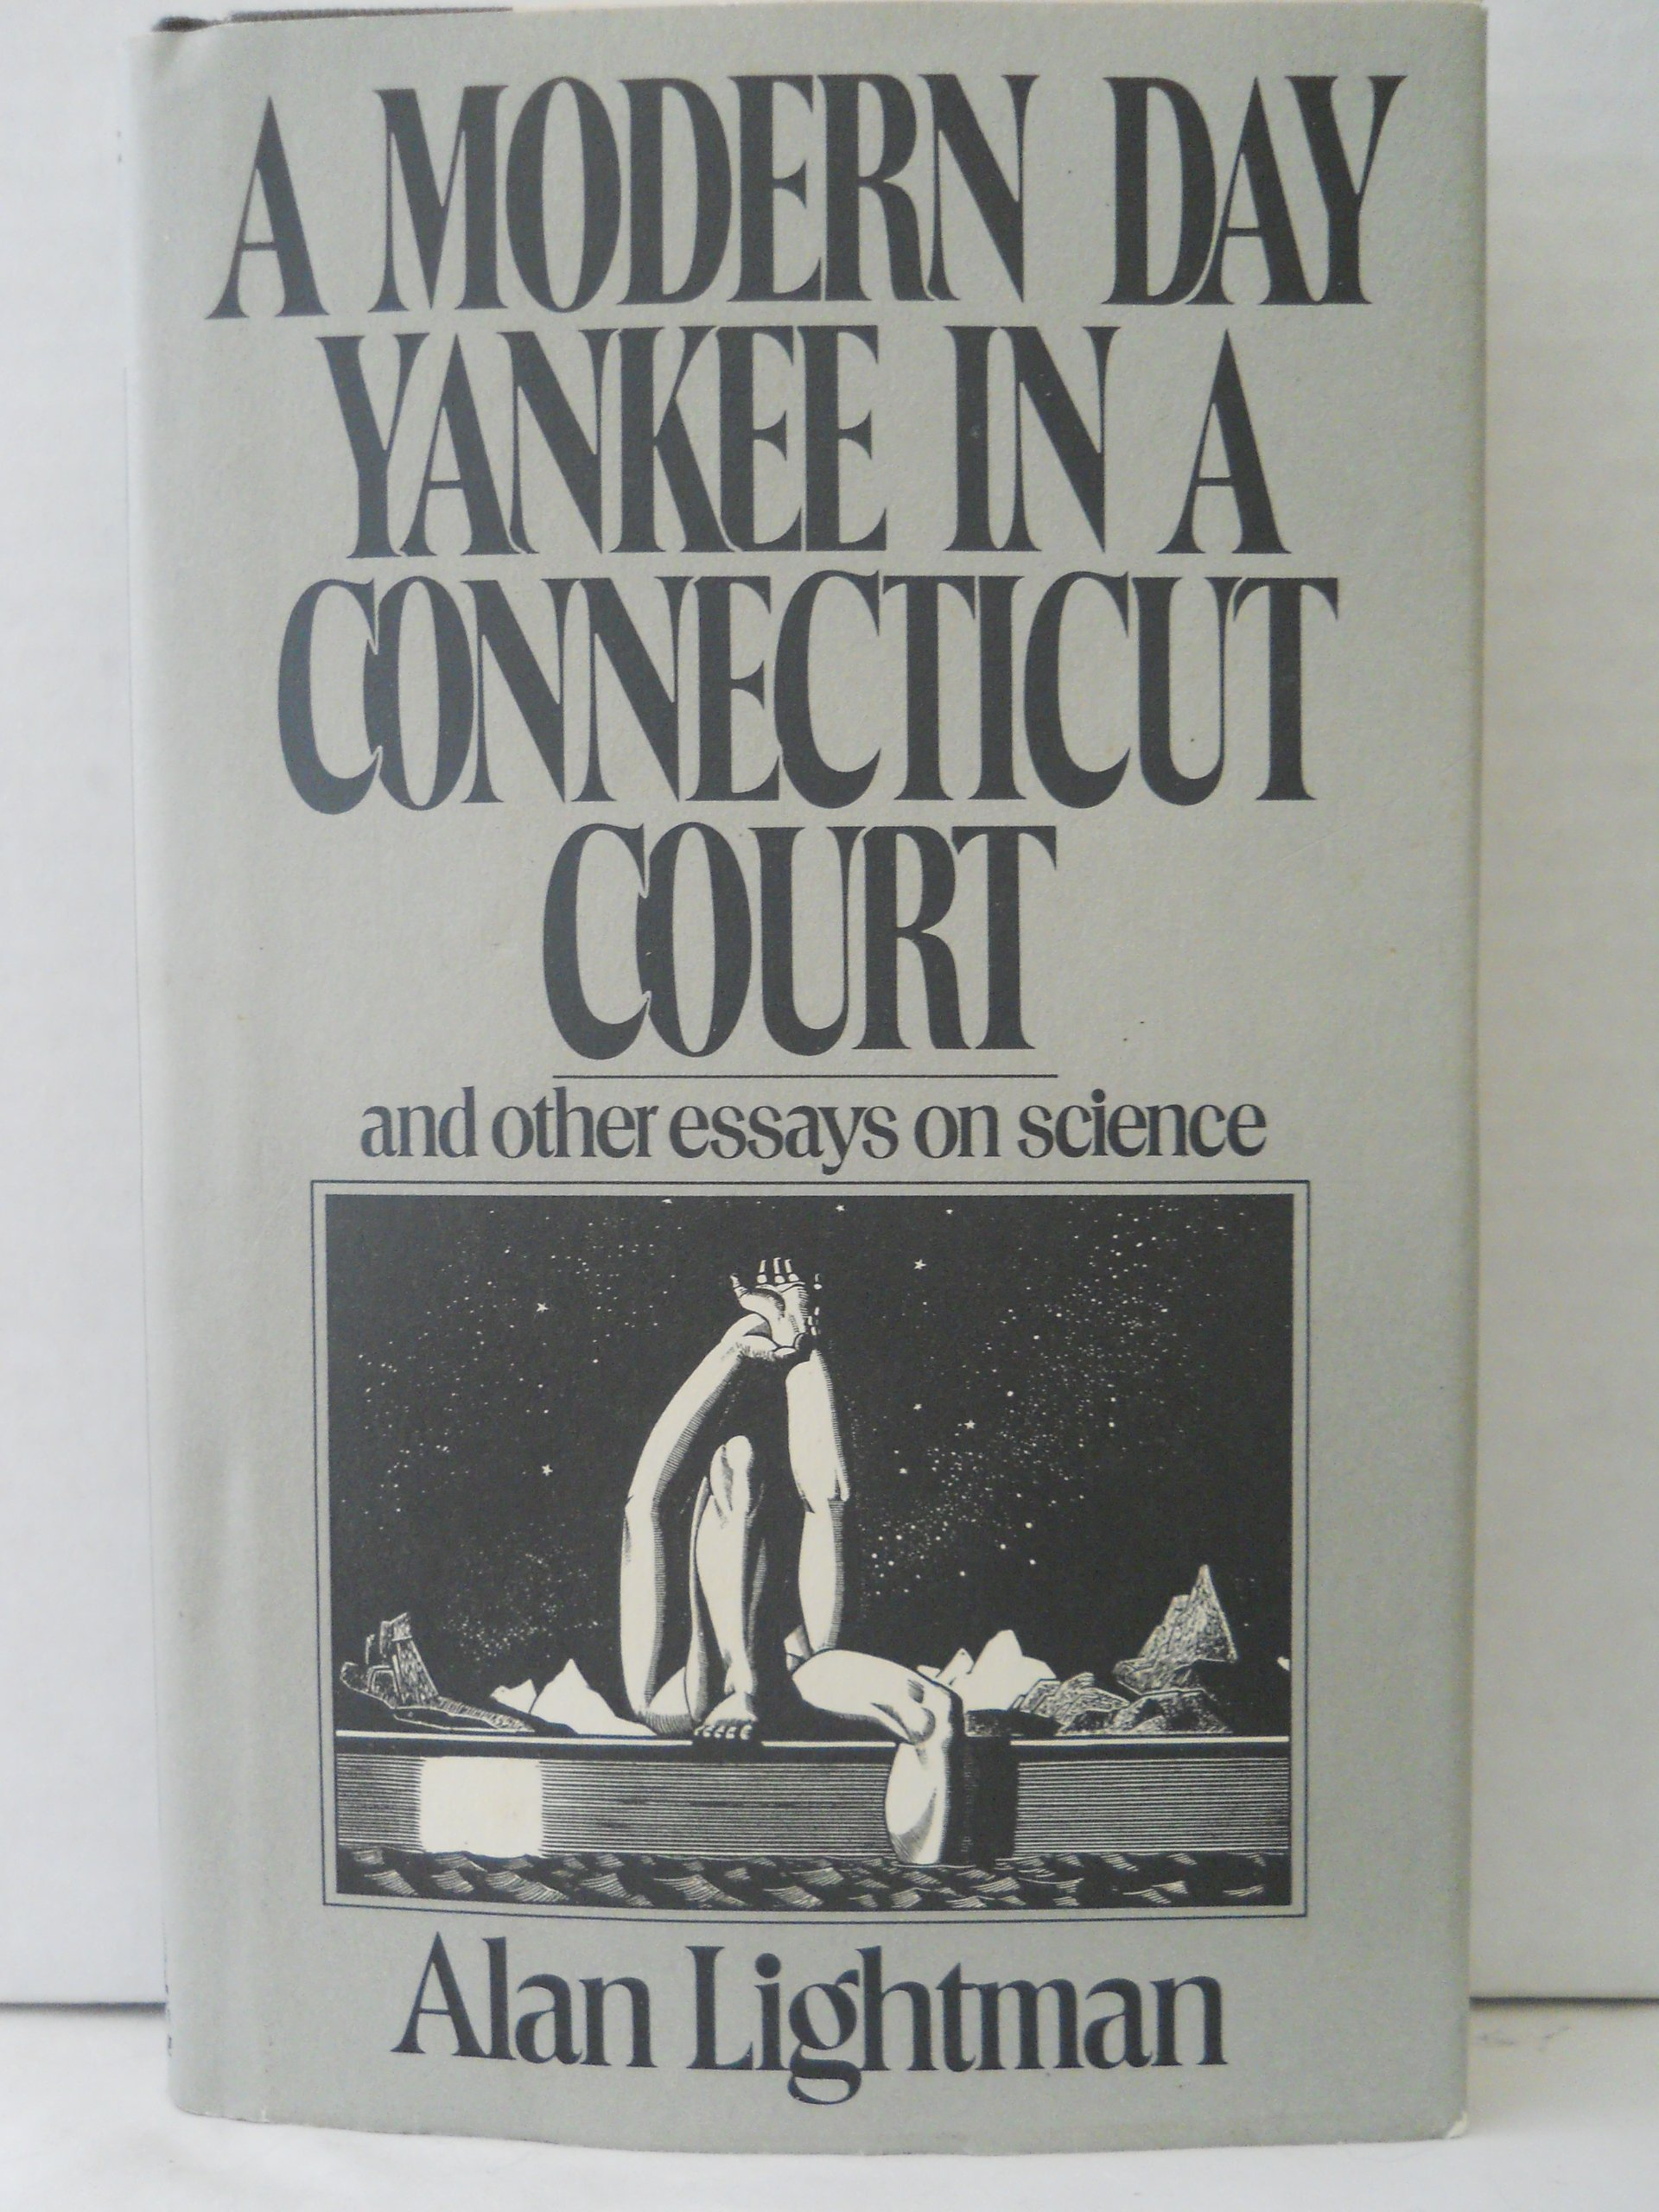 A MODERN DAY
YANKEE IN A
CONNECTICUT
COURT
and other essays on science
Alan Lightman